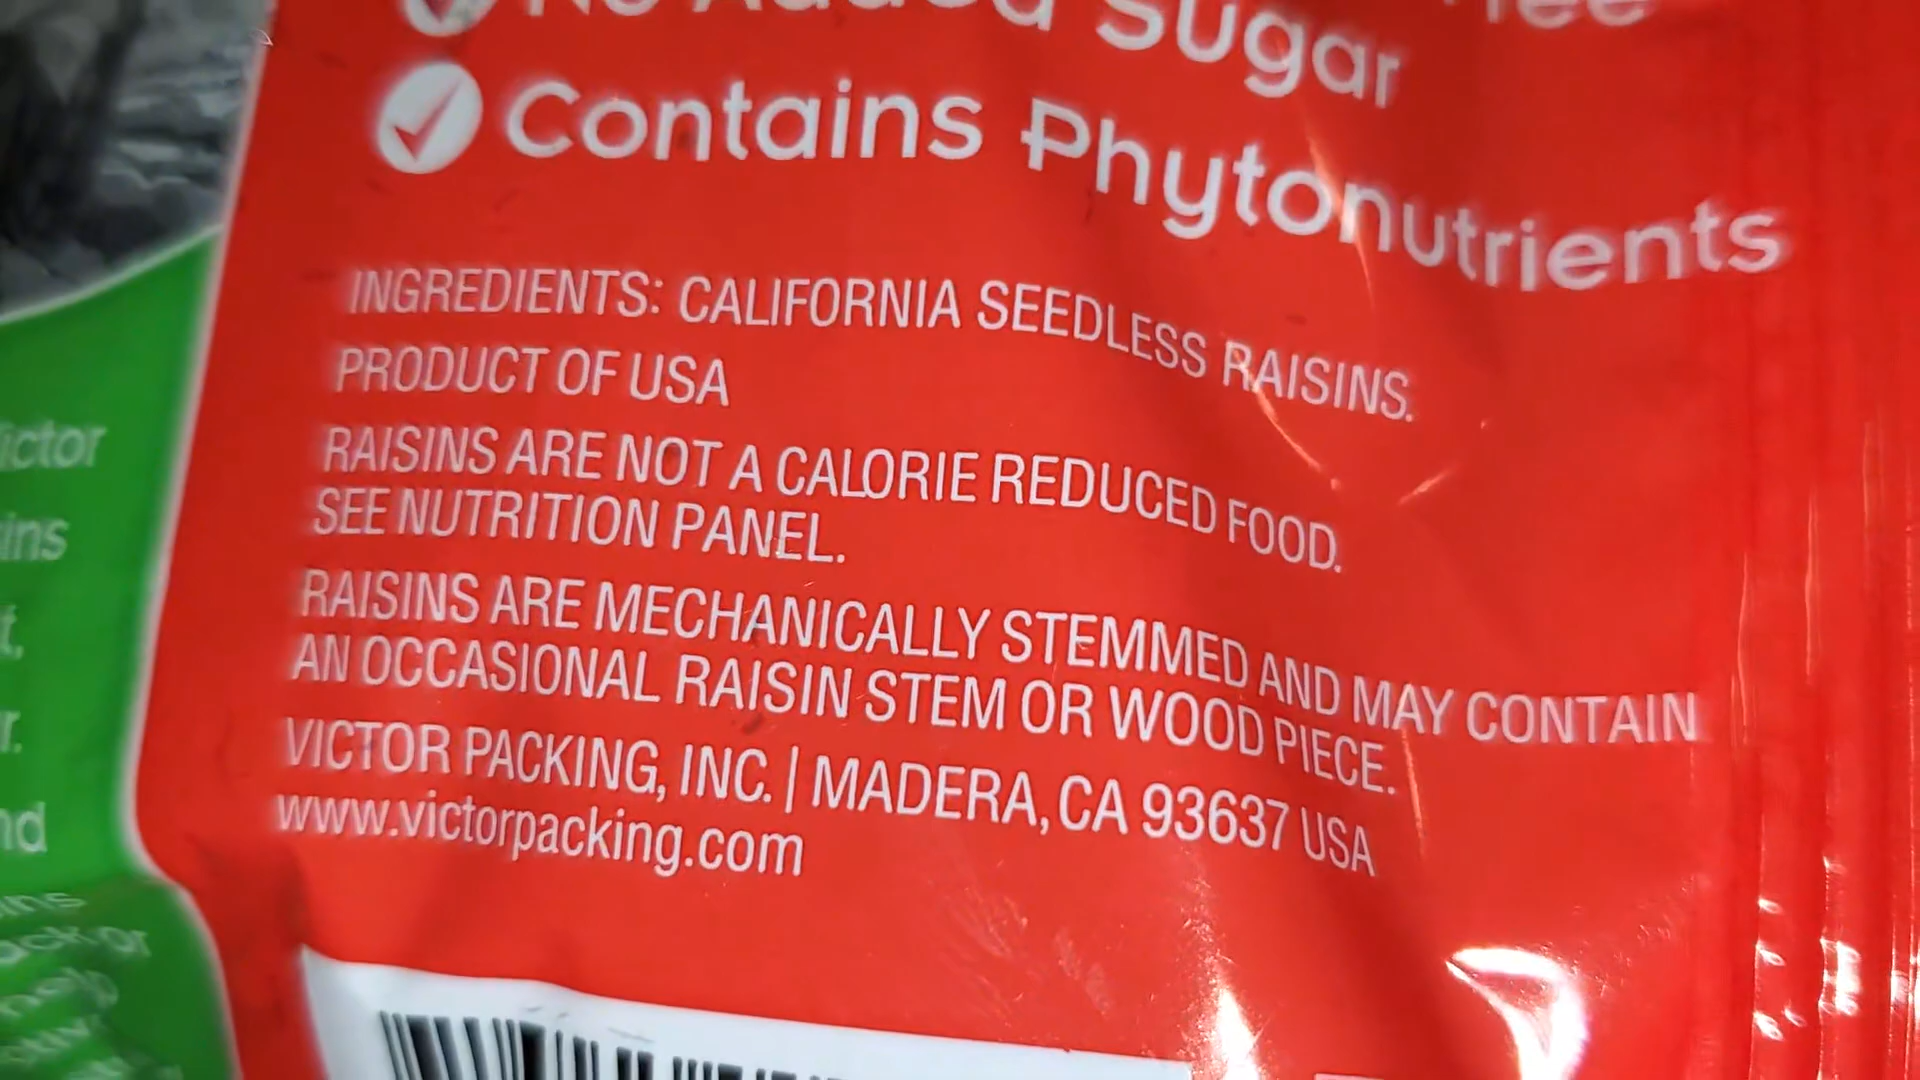 No Added Sugar
Contains Phytonutrients
INGREDIENTS: CALIFORNIA SEEDLESS RAISINS.
PRODUCT OF USA
RAISINS ARE NOT A CALORIE REDUCED FOOD.
SEE NUTRITION PANEL.
RAISINS ARE MECHANICALLY STEMMED AND MAY CONTAIN
AN OCCASIONAL RAISIN STEM OR WOOD PIECE.
VICTOR PACKING, INC. | MADERA, CA 93637 USA
www.victorpacking.com